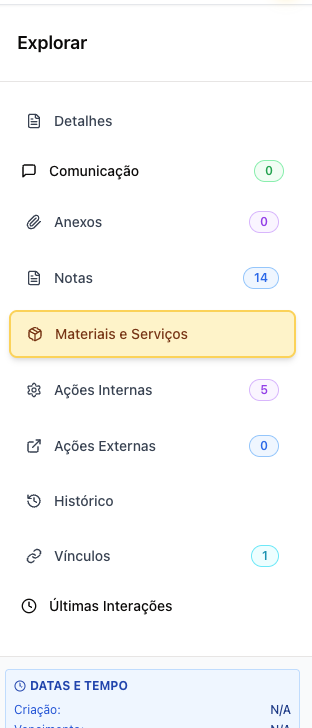 Explorar
Detalhes
Comunicação 0
Anexos 0
Notas 14
Materiais e Serviços
Ações Internas 5
Ações Externas 0
Histórico
Vínculos 1
Últimas Interações
DATAS E TEMPO
Criação: N/A